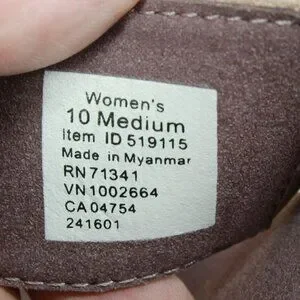 Women's
10 Medium
Item ID 519115
Made in Myanmar
RN 71341
VN 1002664
CA 04754
241601